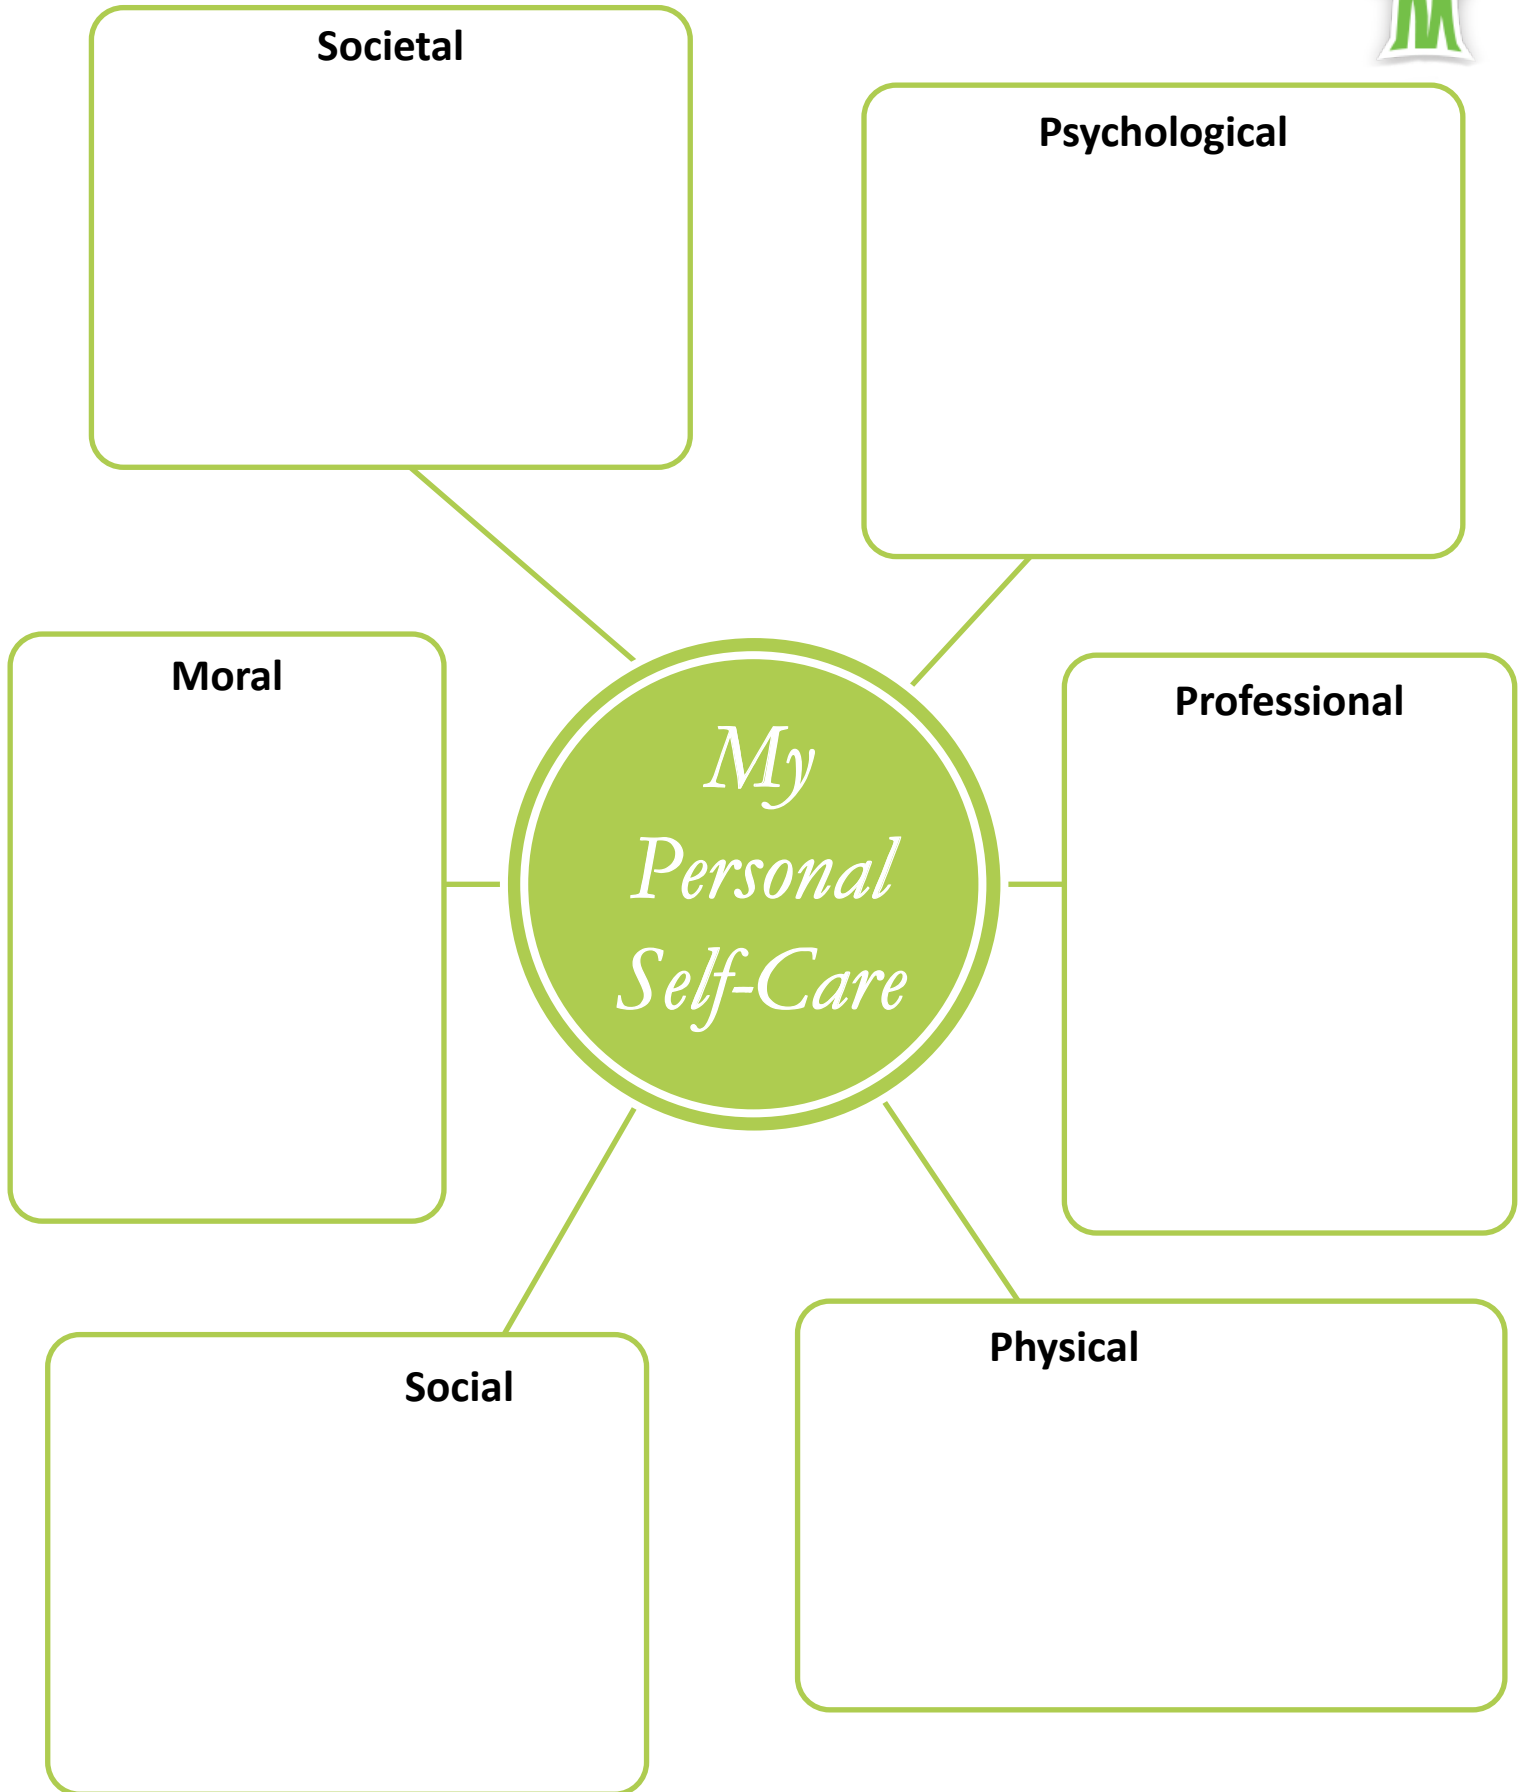 Societal
Psychological
Moral
Professional
My
Personal
Self-Care
Social
Physical